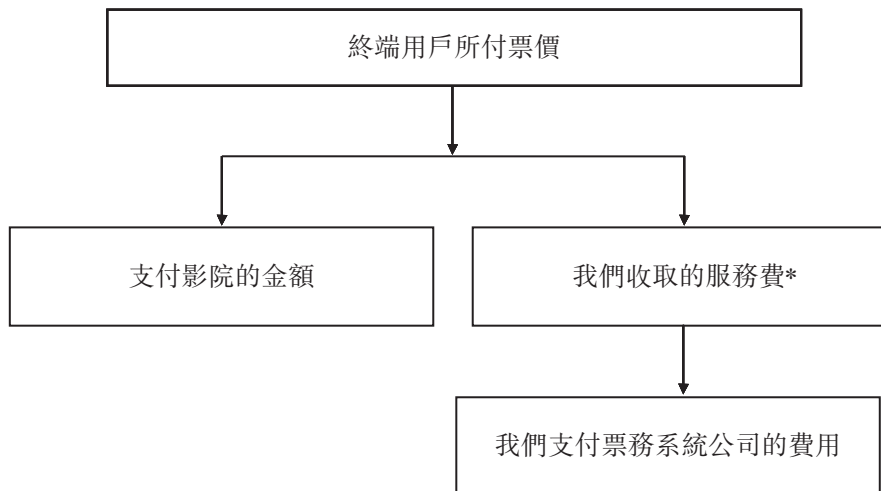 終端用戶所付票價
支付影院的金額
我們收取的服務費*
我們支付票務系統公司的費用